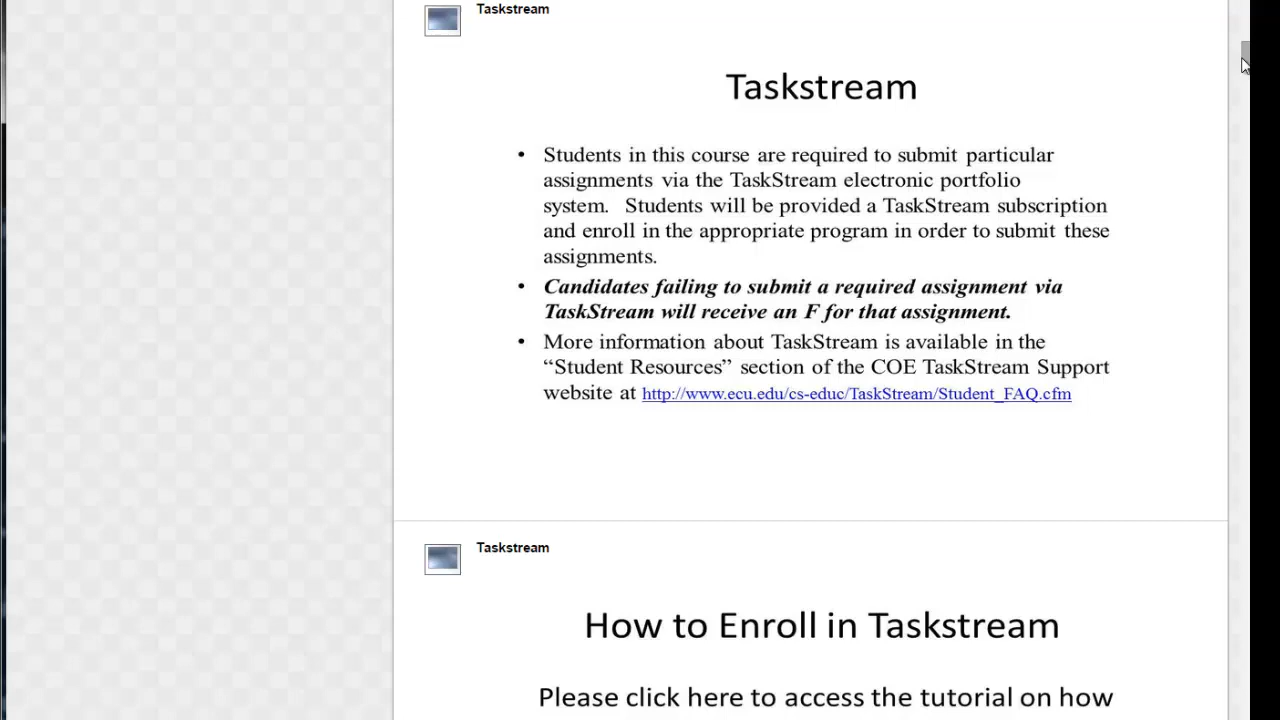 Taskstream
Taskstream
• Students in this course are required to submit particular
assignments via the TaskStream electronic portfolio
system. Students will be provided a TaskStream subscription
and enroll in the appropriate program in order to submit these
assignments.
• Candidates failing to submit a required assignment via
TaskStream will receive an F for that assignment.
• More information about TaskStream is available in the
“Student Resources” section of the COE TaskStream Support
website at http://www.ecu.edu/cs-educ/TaskStream/Student_FAQ.cfm
Taskstream
How to Enroll in Taskstream
Please click here to access the tutorial on how